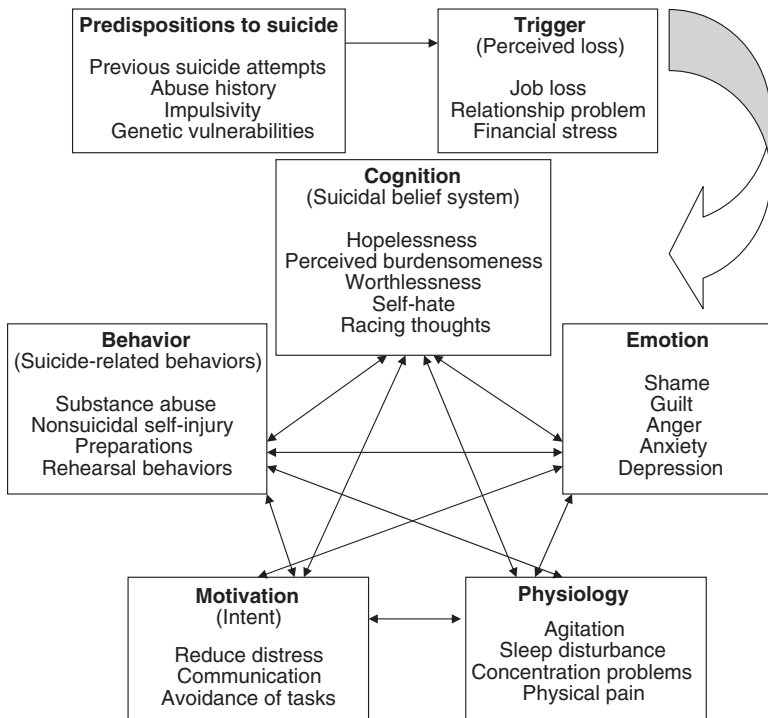 Predispositions to suicide
Previous suicide attempts
Abuse history
Impulsivity
Genetic vulnerabilities
Trigger
(Perceived loss)
Job loss
Relationship problem
Financial stress
Cognition
(Suicidal belief system)
Hopelessness
Perceived burdensomeness
Worthlessness
Self-hate
Racing thoughts
Behavior
(Suicide-related behaviors)
Substance abuse
Nonsuicidal self-injury
Preparations
Rehearsal behaviors
Emotion
Shame
Guilt
Anger
Anxiety
Depression
Motivation
(Intent)
Reduce distress
Communication
Avoidance of tasks
Physiology
Agitation
Sleep disturbance
Concentration problems
Physical pain